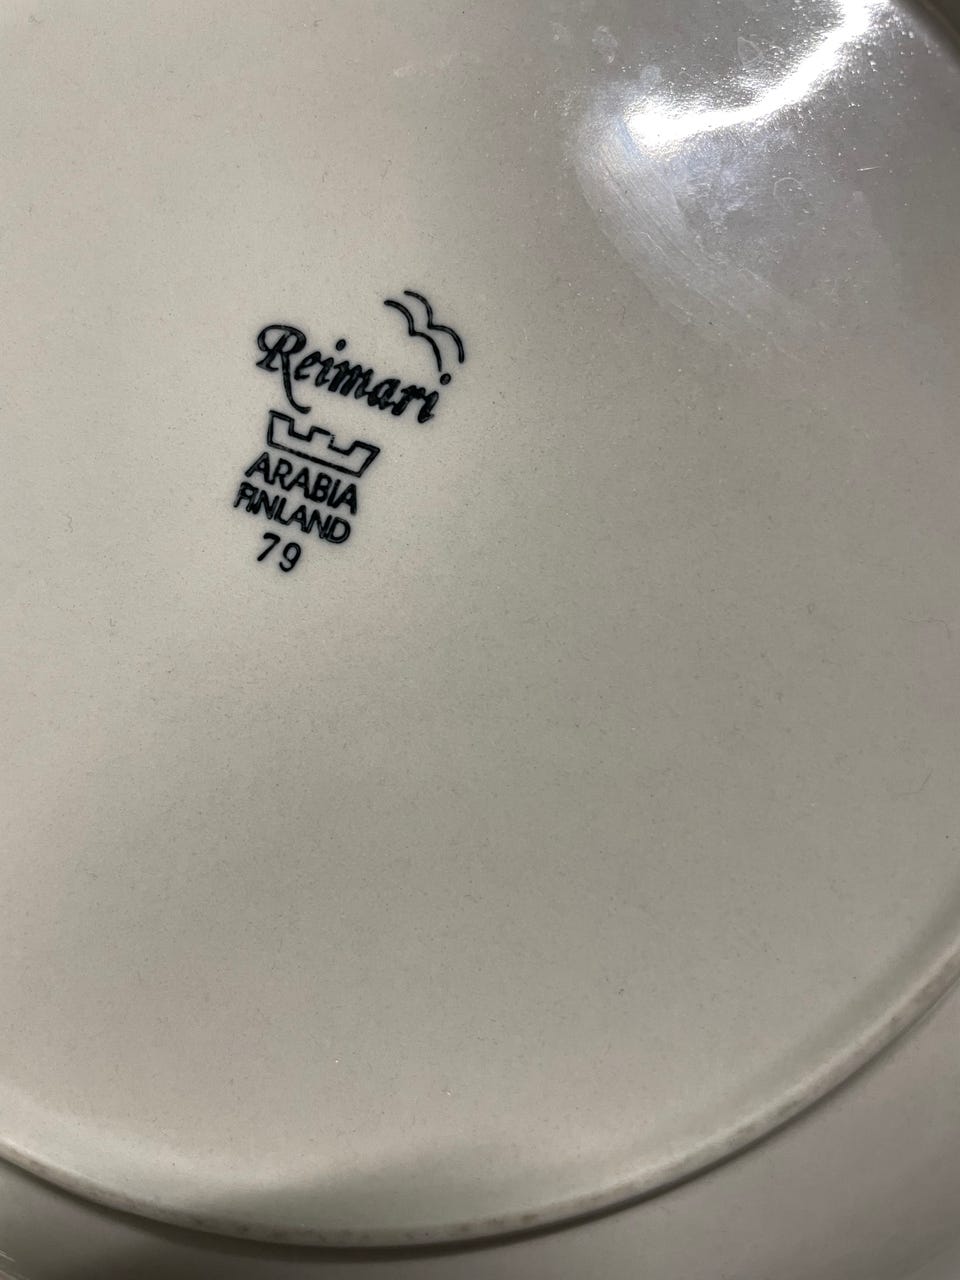 Reimari
ARABIA
FINLAND
79